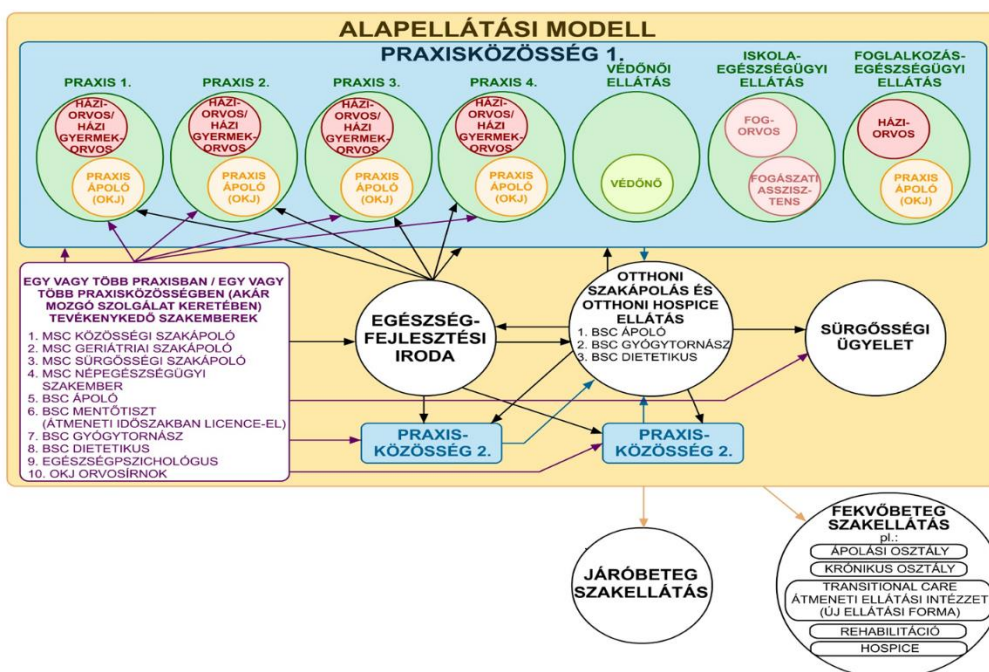 ALAPELLÁTÁSI MODELL
PRAXISKÖZÖSSÉG 1.
PRAXIS 1.
HÁZI-
ORVOS/
HÁZI
GYERMEK-
ORVOS
PRAXIS
ÁPOLÓ
(OKJ)
PRAXIS 2.
HÁZI-
ORVOS/
HÁZI
GYERMEK-
ORVOS
PRAXIS
ÁPOLÓ
(OKJ)
PRAXIS 3.
HÁZI-
ORVOS/
HÁZI
GYERMEK-
ORVOS
PRAXIS
ÁPOLÓ
(OKJ)
PRAXIS 4.
HÁZI-
ORVOS/
HÁZI
GYERMEK-
ORVOS
PRAXIS
ÁPOLÓ
(OKJ)
VÉDŐNŐI
ELLÁTÁS
VÉDŐNŐ
ISKOLA-
EGÉSZSÉGÜGYI
ELLÁTÁS
FOG-
ORVOS
FOGÁSZATI
ASSZISZ-
TENS
FOGLALKOZÁS-
EGÉSZSÉGÜGYI
ELLÁTÁS
HÁZI-
ORVOS
PRAXIS
ÁPOLÓ
(OKJ)
EGY VAGY TÖBB PRAXISBAN / EGY VAGY
TÖBB PRAXISKÖZÖSSÉGBEN (AKÁR
MOZGÓ SZOLGÁLAT KERETÉBEN)
TEVÉKENYKEDŐ SZAKEMBEREK
1. MSC KÖZÖSSÉGI SZAKÁPOLÓ
2. MSC GERIÁTRIAI SZAKÁPOLÓ
3. MSC SÜRGŐSSÉGI SZAKÁPOLÓ
4. MSC NÉPEGÉSZSÉGÜGYI
SZAKEMBER
5. BSC ÁPOLÓ
6. BSC MENTŐTISZT
(ÁTMENETI IDŐSZAKBAN LICENCE-EL)
7. BSC GYÓGYTORNÁSZ
8. BSC DIETETIKUS
9. EGÉSZSÉGPSZICHOLÓGUS
10. OKJ ORVOSÍRNOK
EGÉSZSÉG-
FEJLESZTÉSI
IRODA
OTTHONI
SZAKÁPOLÁS ÉS
OTTHONI HOSPICE
ELLÁTÁS
1. BSC ÁPOLÓ
2. BSC GYÓGYTORNÁSZ
3. BSC DIETETIKUS
SÜRGŐSSÉGI
ÜGYELET
PRAXIS-
KÖZÖSSÉG 2.
PRAXIS-
KÖZÖSSÉG 2.
JÁRÓBETEG
SZAKELLÁTÁS
FEKVŐBETEG
SZAKELLÁTÁS
pl.:
ÁPOLÁSI OSZTÁLY
KRÓNIKUS OSZTÁLY
TRANSITIONAL CARE
ÁTMENETI ELLÁTÁSI INTÉZZET
(ÚJ ELLÁTÁSI FORMA)
REHABILITÁCIÓ
HOSPICE